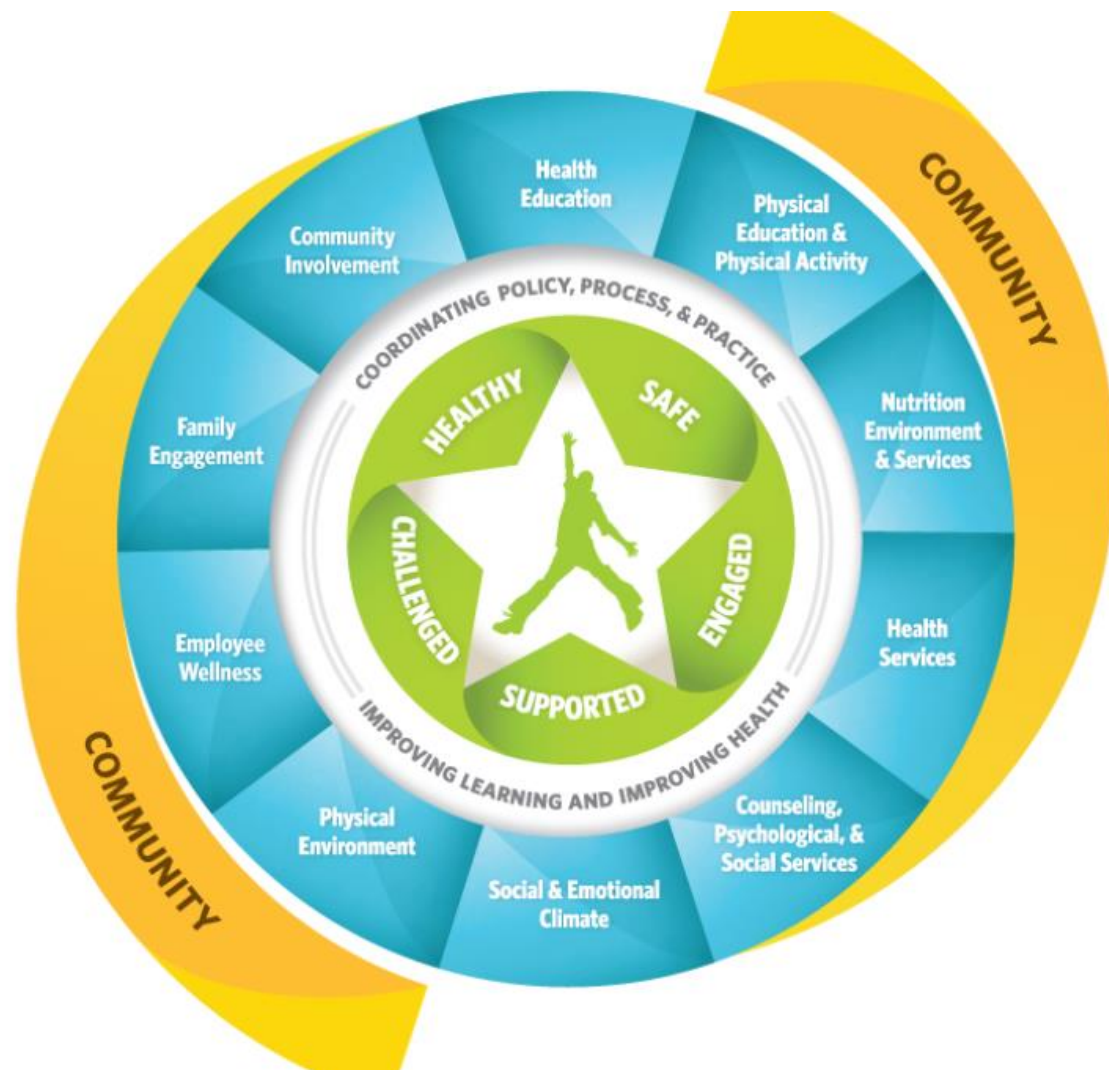 COMMUNITY
Health
Education
Physical
Education &
Physical Activity
Nutrition
Environment
& Services
Health
Services
Counseling,
Psychological, &
Social Services
Social & Emotional
Climate
Physical
Environment
Employee
Wellness
Family
Engagement
Community
Involvement
COORDINATING POLICY, PROCESS, & PRACTICE
IMPROVING LEARNING AND IMPROVING HEALTH
HEALTHY
SAFE
ENGAGED
SUPPORTED
CHALLENGED
COMMUNITY